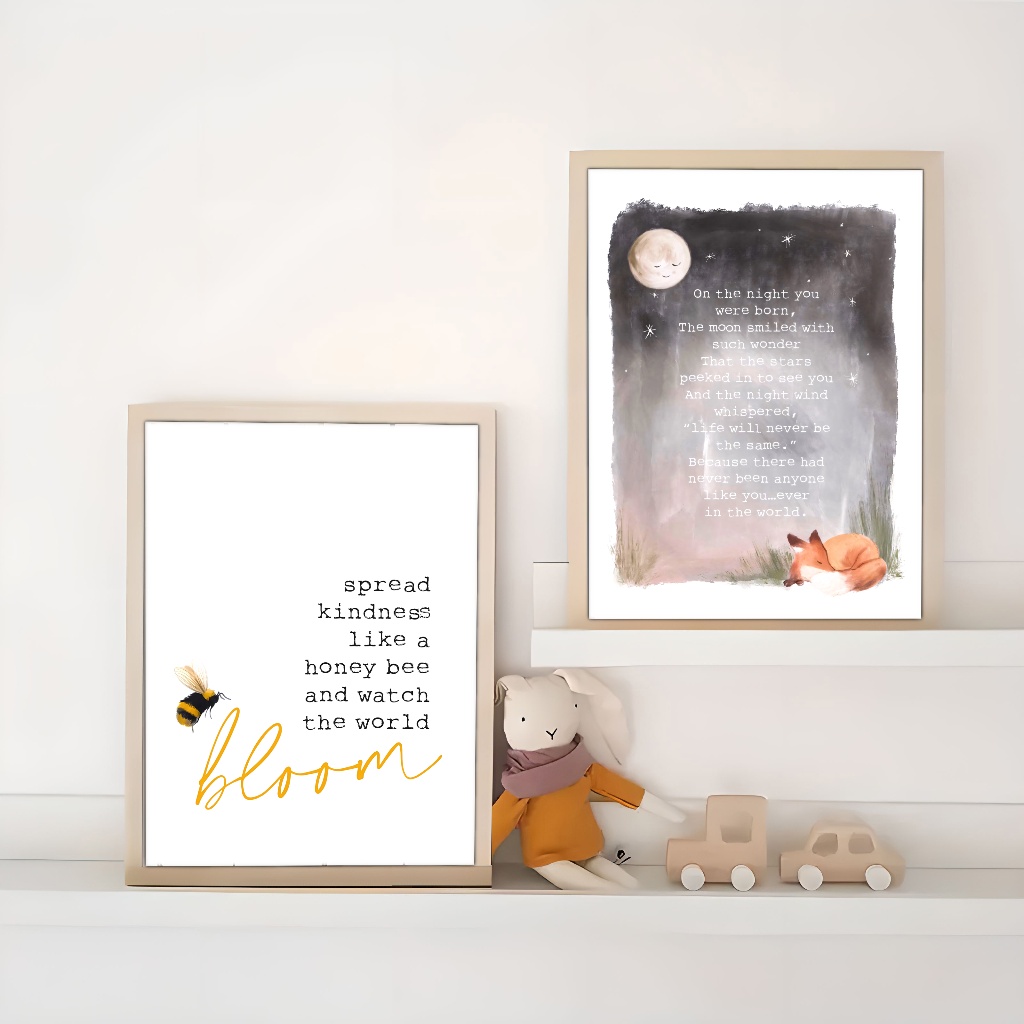 spread
kindness
like a
honey bee
and watch
the world
bloom
On the night you
were born,
The moon smiled with
such wonder
That the stars
peeked in to see you
And the night wind
whispered,
“life will never be
the same.”
Because there had
never been anyone
like you…ever
in the world.